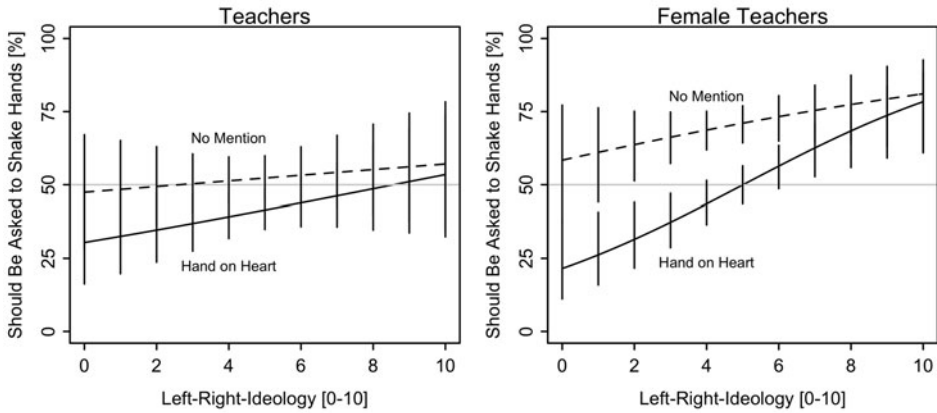 Teachers
Should Be Asked to Shake Hands [%]
100
75
50
25
0
No Mention
Hand on Heart
0 2 4 6 8 10
Left-Right-Ideology [0-10]
Female Teachers
Should Be Asked to Shake Hands [%]
100
75
50
25
0
No Mention
Hand on Heart
0 2 4 6 8 10
Left-Right-Ideology [0-10]